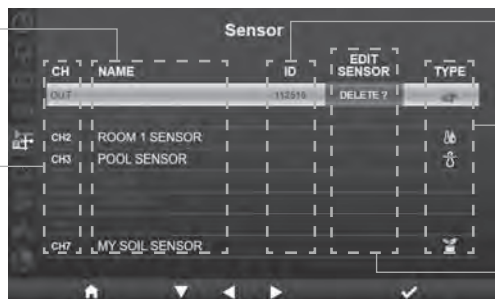 Sensor
CH NAME ID EDIT SENSOR TYPE
OUT 112515 DELETE ?
CH2 ROOM 1 SENSOR
CH3 POOL SENSOR
CH7 MY SOIL SENSOR